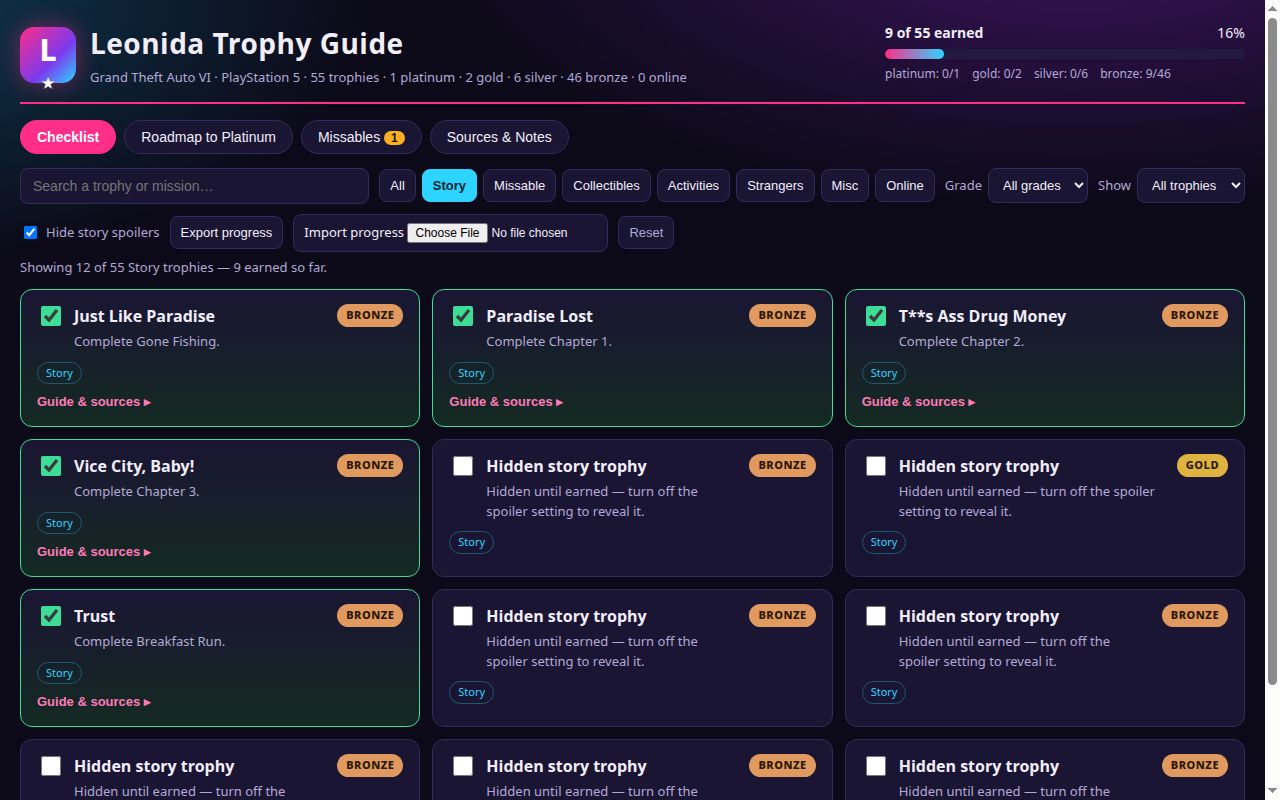 L
★
Leonida Trophy Guide
Grand Theft Auto VI · PlayStation 5 · 55 trophies · 1 platinum · 2 gold · 6 silver · 46 bronze · 0 online
9 of 55 earned 16%
platinum: 0/1 gold: 0/2 silver: 0/6 bronze: 9/46
Checklist Roadmap to Platinum Missables 1 Sources & Notes
Search a trophy or mission… All Story Missable Collectibles Activities Strangers Misc Online Grade All grades Show All trophies
Hide story spoilers Export progress Import progress Choose File No file chosen Reset
Showing 12 of 55 Story trophies — 9 earned so far.
Just Like Paradise BRONZE
Complete Gone Fishing.
Story
Guide & sources ▸
Paradise Lost BRONZE
Complete Chapter 1.
Story
Guide & sources ▸
T**s Ass Drug Money BRONZE
Complete Chapter 2.
Story
Guide & sources ▸
Vice City, Baby! BRONZE
Complete Chapter 3.
Story
Guide & sources ▸
Hidden story trophy BRONZE
Hidden until earned — turn off the
spoiler setting to reveal it.
Story
Hidden story trophy GOLD
Hidden until earned — turn off the spoiler
setting to reveal it.
Story
Trust BRONZE
Complete Breakfast Run.
Story
Guide & sources ▸
Hidden story trophy BRONZE
Hidden until earned — turn off the
spoiler setting to reveal it.
Story
Hidden story trophy BRONZE
Hidden until earned — turn off the
spoiler setting to reveal it.
Story
Hidden story trophy BRONZE
Hidden until earned — turn off the
Hidden story trophy BRONZE
Hidden until earned — turn off the
Hidden story trophy BRONZE
Hidden until earned — turn off the